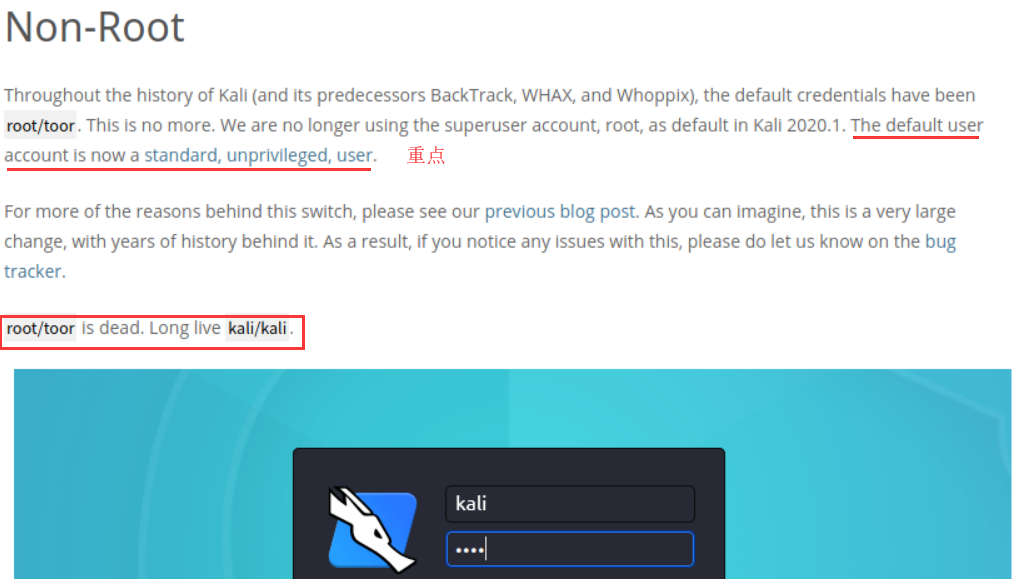 Non-Root
Throughout the history of Kali (and its predecessors BackTrack, WHAX, and Whoppix), the default credentials have been
root/toor. This is no more. We are no longer using the superuser account, root, as default in Kali 2020.1. The default user
account is now a standard, unprivileged, user. 重点
For more of the reasons behind this switch, please see our previous blog post. As you can imagine, this is a very large
change, with years of history behind it. As a result, if you notice any issues with this, please do let us know on the bug
tracker.
root/toor is dead. Long live kali/kali.
kali
••••